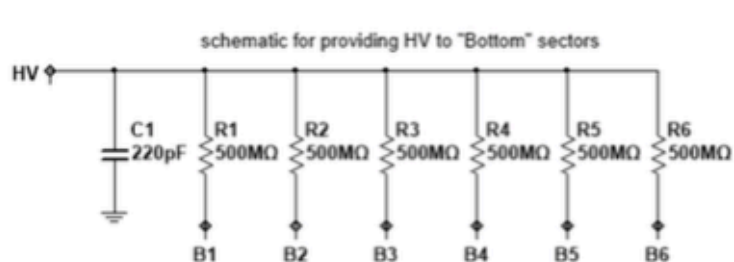 schematic for providing HV to "Bottom" sectors
HV
C1 R1 R2 R3 R4 R5 R6
220pF 500MΩ 500MΩ 500MΩ 500MΩ 500MΩ 500MΩ
B1 B2 B3 B4 B5 B6